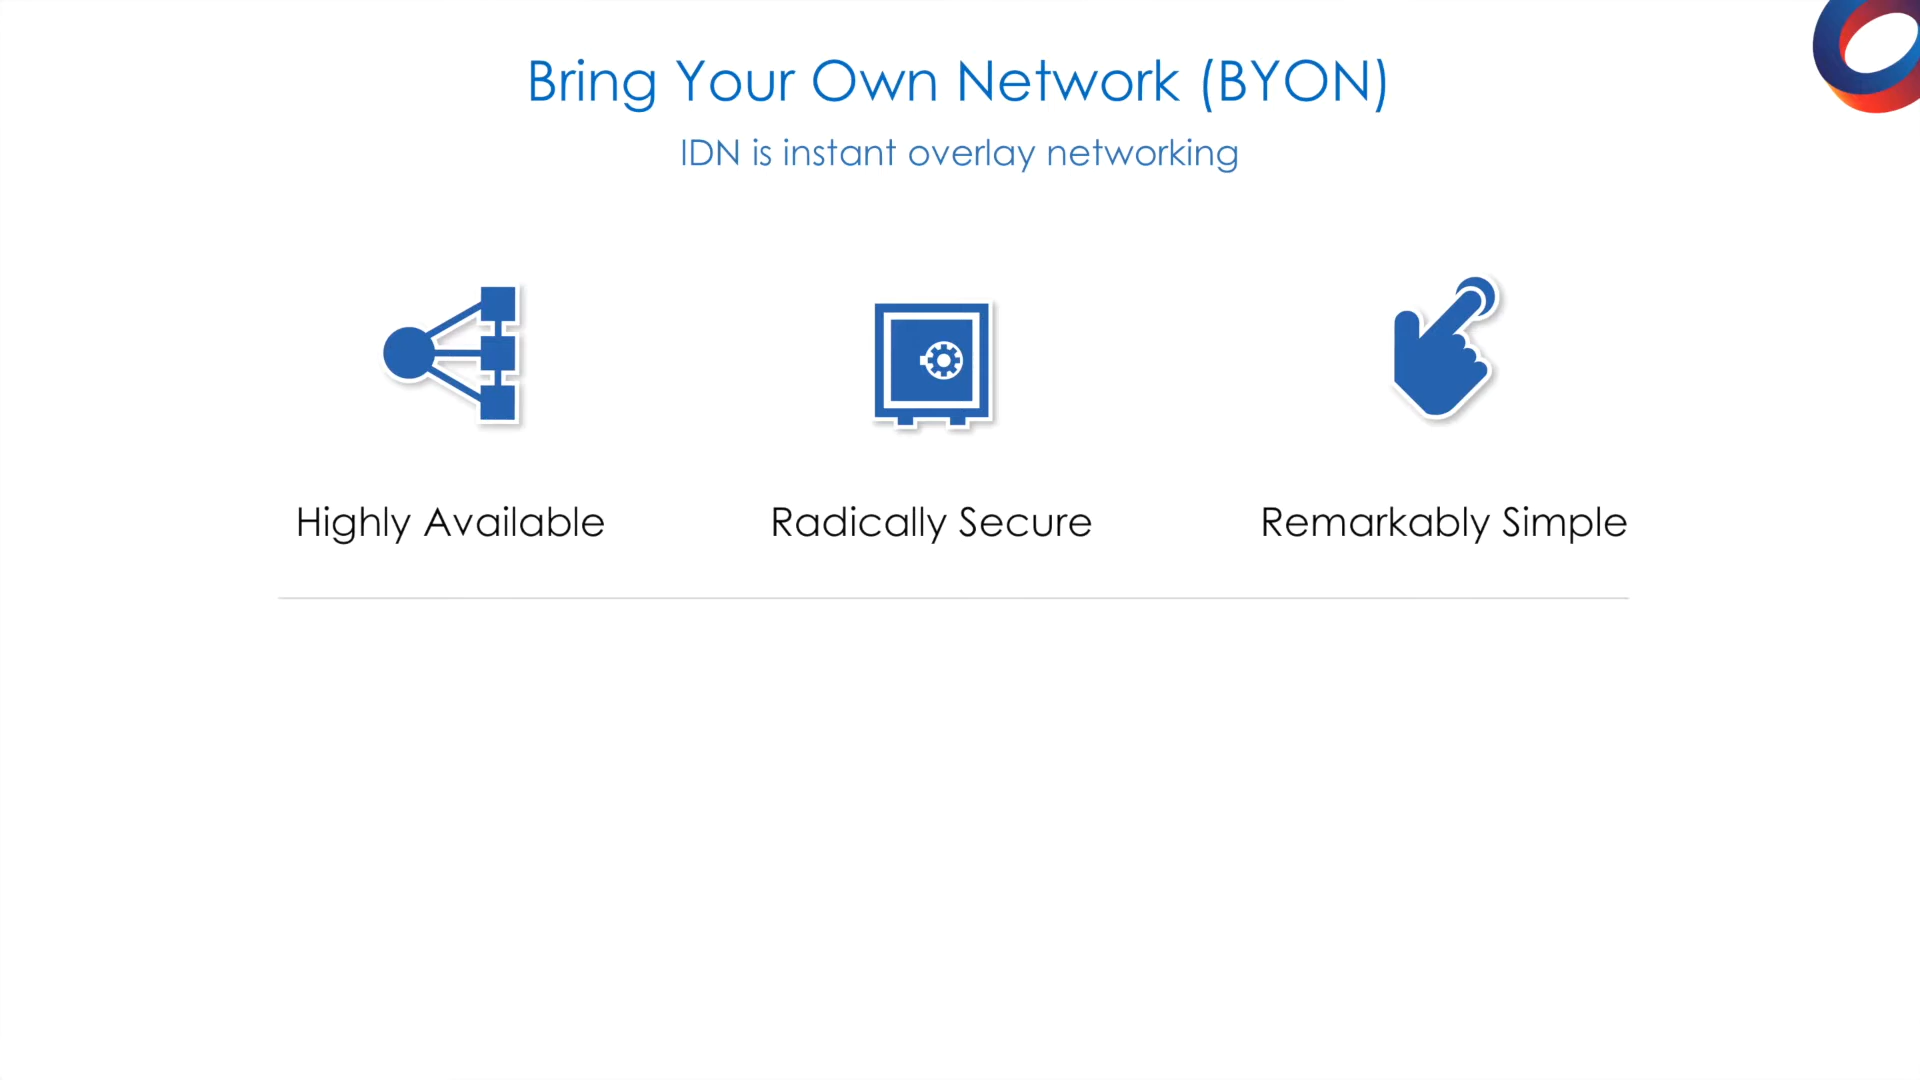 Bring Your Own Network (BYON)
IDN is instant overlay networking
Highly Available
Radically Secure
Remarkably Simple